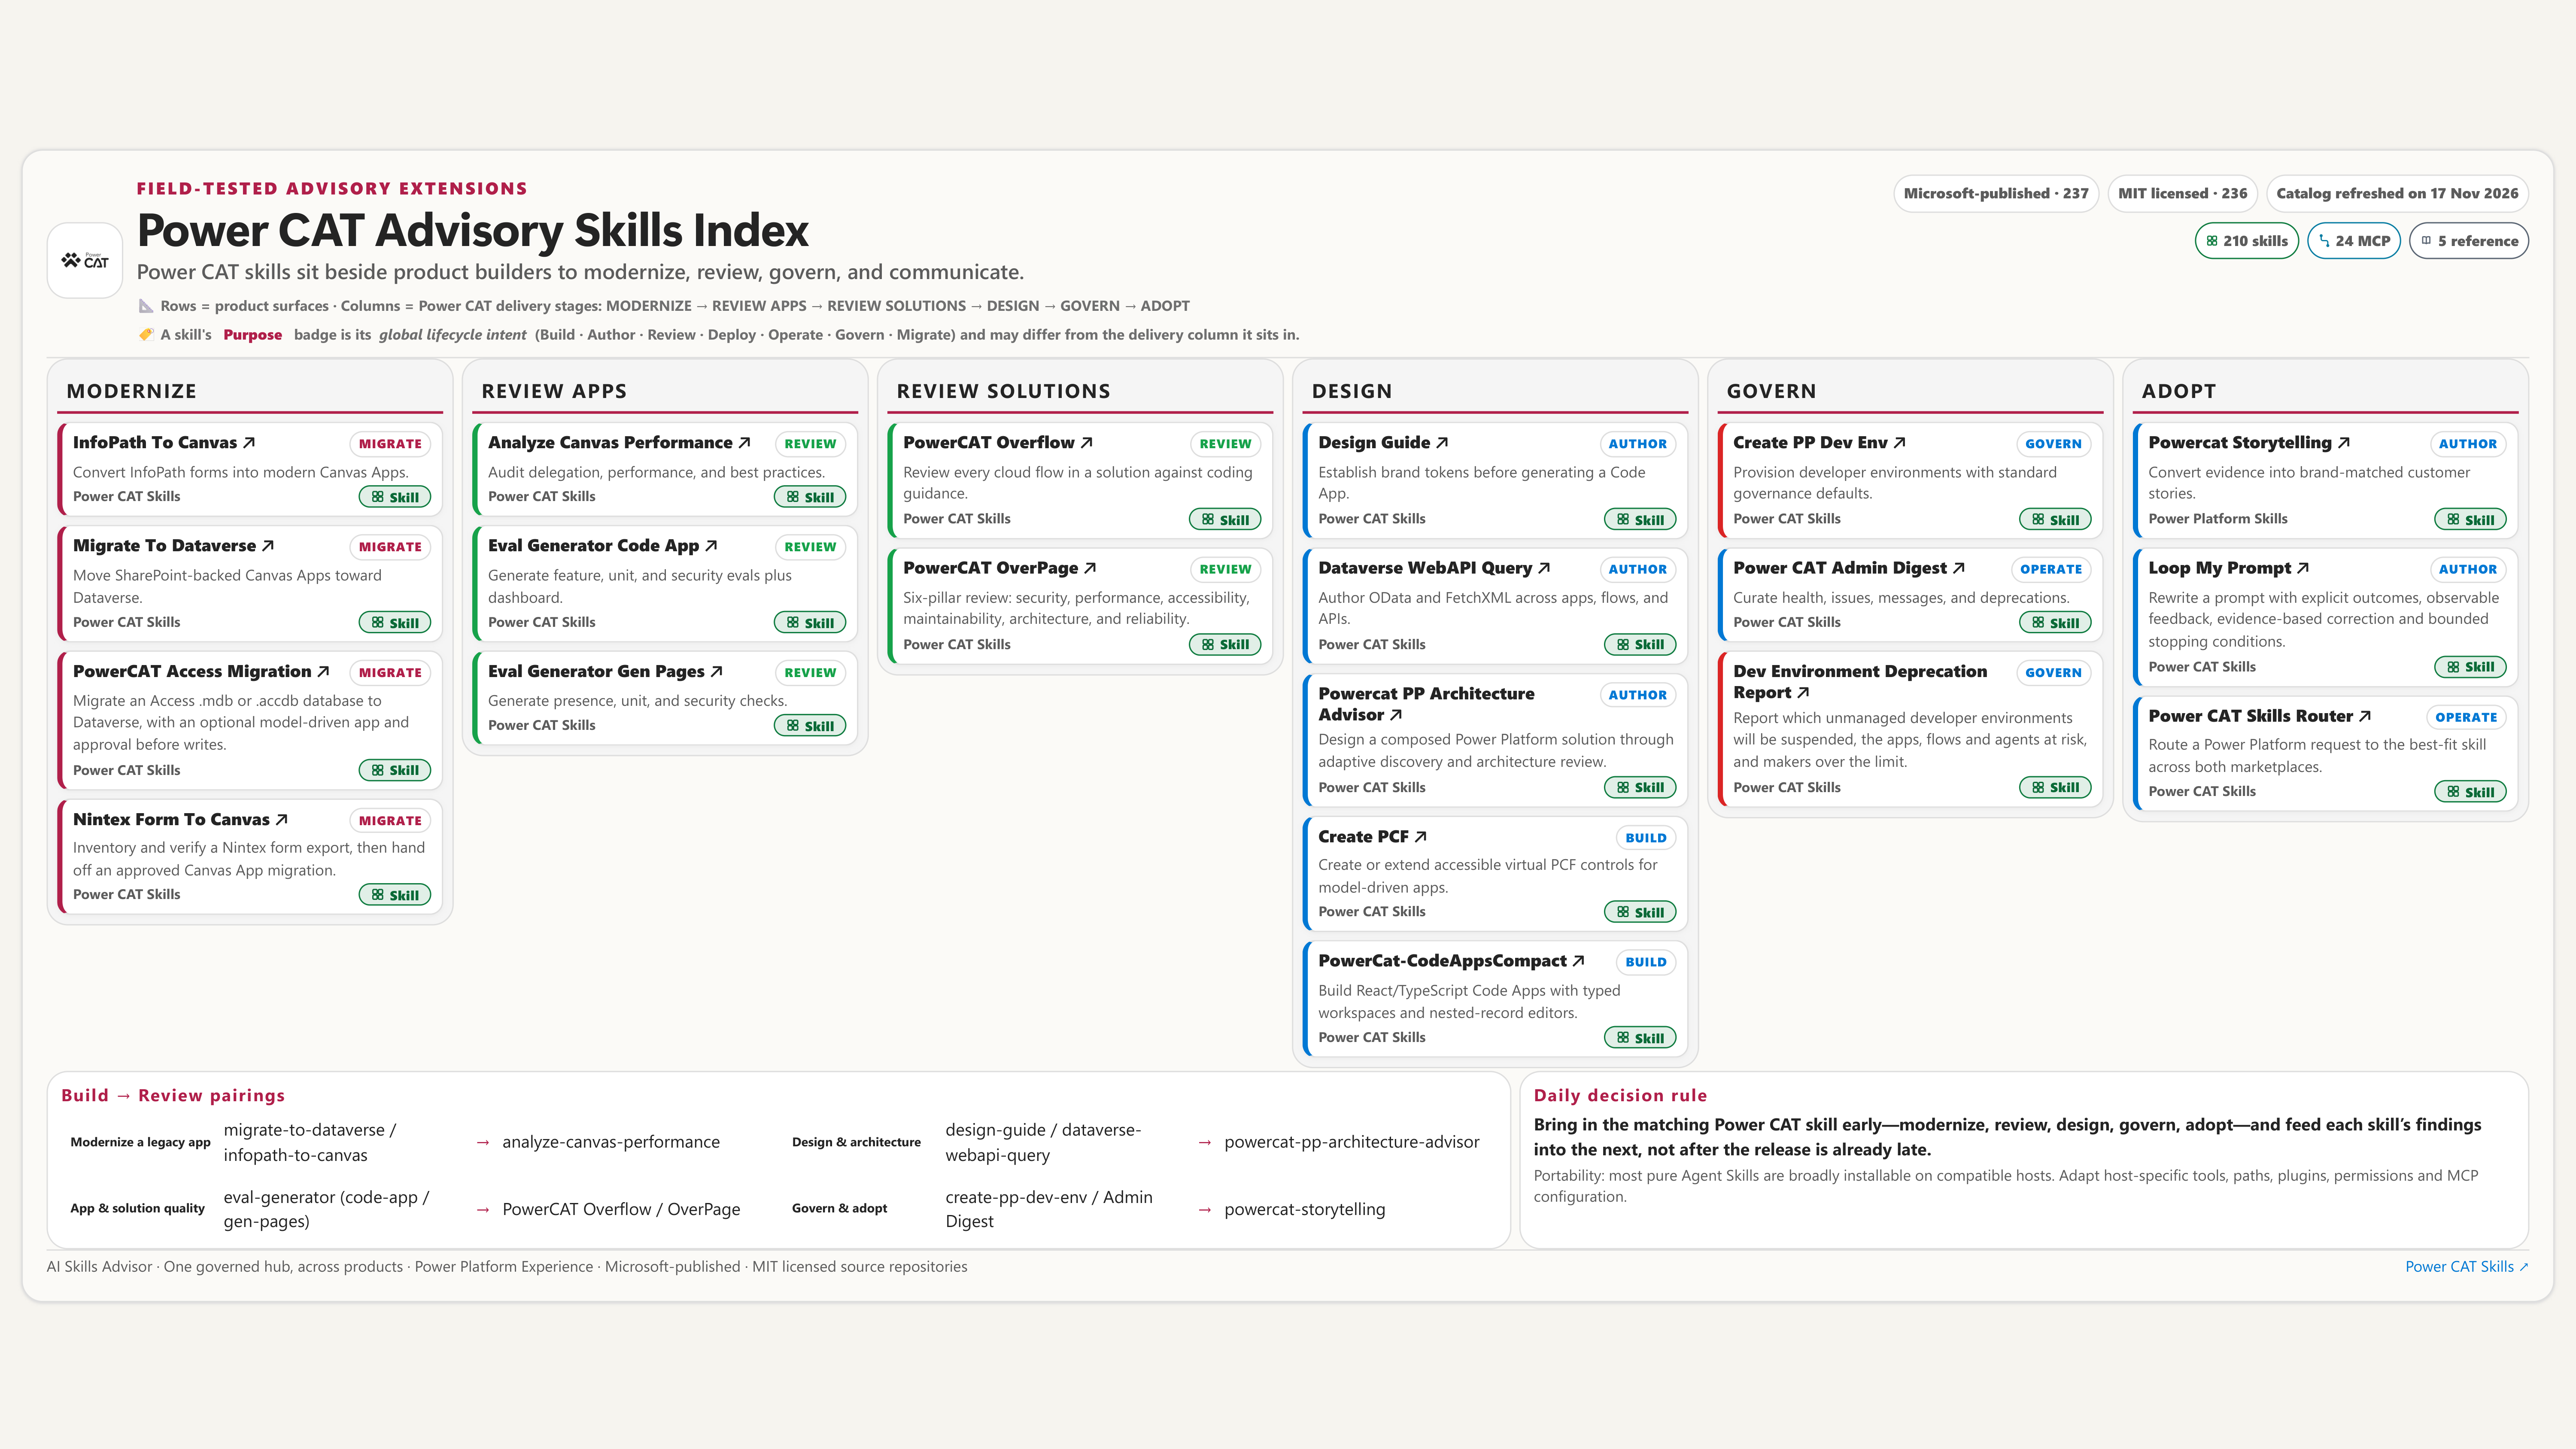 FIELD-TESTED ADVISORY EXTENSIONS
Power CAT Advisory Skills Index
Power CAT
Power CAT skills sit beside product builders to modernize, review, govern, and communicate.
Rows = product surfaces · Columns = Power CAT delivery stages: MODERNIZE → REVIEW APPS → REVIEW SOLUTIONS → DESIGN → GOVERN → ADOPT
A skill's Purpose badge is its global lifecycle intent (Build · Author · Review · Deploy · Operate · Govern · Migrate) and may differ from the delivery column it sits in.
Microsoft-published · 237
MIT licensed · 236
Catalog refreshed on 17 Nov 2026
210 skills
24 MCP
5 reference
MODERNIZE
InfoPath To Canvas ↗
MIGRATE
Convert InfoPath forms into modern Canvas Apps.
Power CAT Skills
Skill
Migrate To Dataverse ↗
MIGRATE
Move SharePoint-backed Canvas Apps toward
Dataverse.
Power CAT Skills
Skill
PowerCAT Access Migration ↗
MIGRATE
Migrate an Access .mdb or .accdb database to
Dataverse, with an optional model-driven app and
approval before writes.
Power CAT Skills
Skill
Nintex Form To Canvas ↗
MIGRATE
Inventory and verify a Nintex form export, then hand
off an approved Canvas App migration.
Power CAT Skills
Skill
REVIEW APPS
Analyze Canvas Performance ↗
REVIEW
Audit delegation, performance, and best practices.
Power CAT Skills
Skill
Eval Generator Code App ↗
REVIEW
Generate feature, unit, and security evals plus
dashboard.
Power CAT Skills
Skill
Eval Generator Gen Pages ↗
REVIEW
Generate presence, unit, and security checks.
Power CAT Skills
Skill
REVIEW SOLUTIONS
PowerCAT Overflow ↗
REVIEW
Review every cloud flow in a solution against coding
guidance.
Power CAT Skills
Skill
PowerCAT OverPage ↗
REVIEW
Six-pillar review: security, performance, accessibility,
maintainability, architecture, and reliability.
Power CAT Skills
Skill
DESIGN
Design Guide ↗
AUTHOR
Establish brand tokens before generating a Code
App.
Power CAT Skills
Skill
Dataverse WebAPI Query ↗
AUTHOR
Author OData and FetchXML across apps, flows, and
APIs.
Power CAT Skills
Skill
Powercat PP Architecture
Advisor ↗
AUTHOR
Design a composed Power Platform solution through
adaptive discovery and architecture review.
Power CAT Skills
Skill
Create PCF ↗
BUILD
Create or extend accessible virtual PCF controls for
model-driven apps.
Power CAT Skills
Skill
PowerCat-CodeAppsCompact ↗
BUILD
Build React/TypeScript Code Apps with typed
workspaces and nested-record editors.
Power CAT Skills
Skill
GOVERN
Create PP Dev Env ↗
GOVERN
Provision developer environments with standard
governance defaults.
Power CAT Skills
Skill
Power CAT Admin Digest ↗
OPERATE
Curate health, issues, messages, and deprecations.
Power CAT Skills
Skill
Dev Environment Deprecation
Report ↗
GOVERN
Report which unmanaged developer environments
will be suspended, the apps, flows and agents at risk,
and makers over the limit.
Power CAT Skills
Skill
ADOPT
Powercat Storytelling ↗
AUTHOR
Convert evidence into brand-matched customer
stories.
Power Platform Skills
Skill
Loop My Prompt ↗
AUTHOR
Rewrite a prompt with explicit outcomes, observable
feedback, evidence-based correction and bounded
stopping conditions.
Power CAT Skills
Skill
Power CAT Skills Router ↗
OPERATE
Route a Power Platform request to the best-fit skill
across both marketplaces.
Power CAT Skills
Skill
Build → Review pairings
Modernize a legacy app
migrate-to-dataverse /
infopath-to-canvas
→ analyze-canvas-performance
Design & architecture
design-guide / dataverse-
webapi-query
→ powercat-pp-architecture-advisor
App & solution quality
eval-generator (code-app /
gen-pages)
→ PowerCAT Overflow / OverPage
Govern & adopt
create-pp-dev-env / Admin
Digest
→ powercat-storytelling
Daily decision rule
Bring in the matching Power CAT skill early—modernize, review, design, govern, adopt—and feed each skill’s findings
into the next, not after the release is already late.
Portability: most pure Agent Skills are broadly installable on compatible hosts. Adapt host-specific tools, paths, plugins, permissions and MCP
configuration.
AI Skills Advisor · One governed hub, across products · Power Platform Experience · Microsoft-published · MIT licensed source repositories
Power CAT Skills ↗